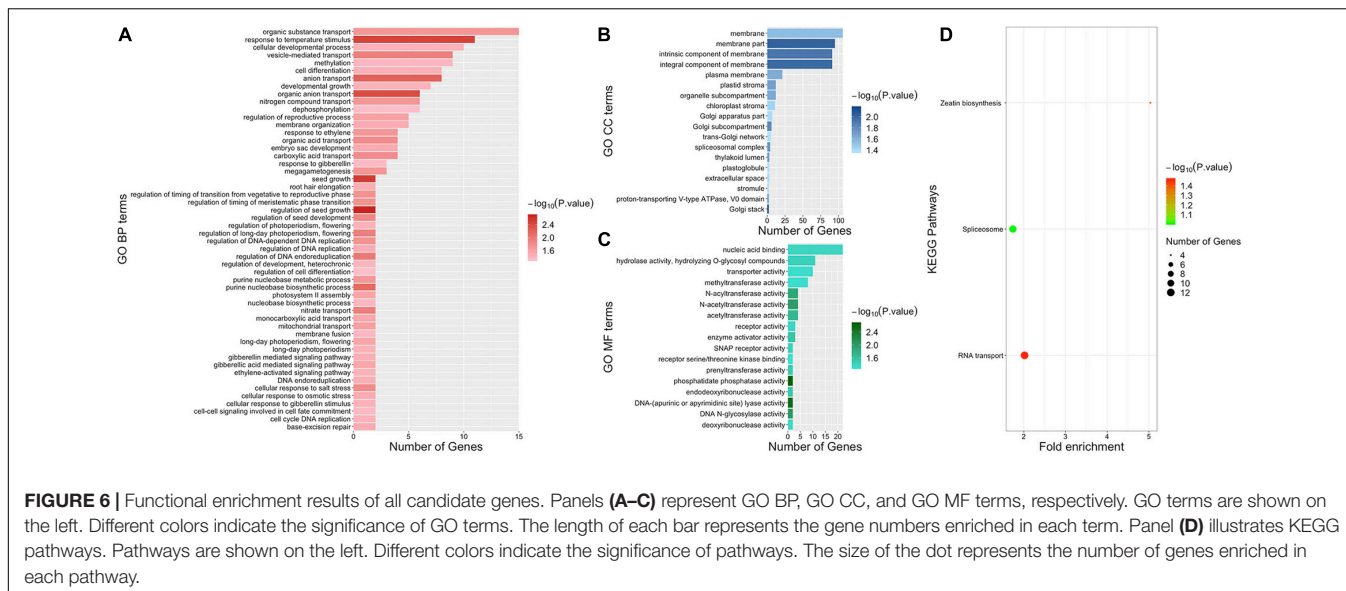 A
organic substance transport
response to temperature stimulus
cellular developmental process
vesicle-mediated transport
methylation
cell differentiation
anion transport
developmental growth
organic anion transport
nitrogen compound transport
dephosphorylation
regulation of reproductive process
membrane organization
response to ethylene
organic acid transport
embryo sac development
carboxylic acid transport
response to gibberellin
megagametogenesis
seed growth
root hair elongation
regulation of timing of transition from vegetative to reproductive phase
regulation of timing of meristematic phase transition
regulation of seed growth
regulation of seed development
regulation of photoperiodism, flowering
regulation of long-day photoperiodism, flowering
regulation of DNA-dependent DNA replication
regulation of DNA replication
regulation of DNA endoreduplication
regulation of development, heterochronic
regulation of cell differentiation
purine nucleobase metabolic process
purine nucleobase biosynthetic process
photosystem II assembly
nucleobase biosynthetic process
nitrate transport
monocarboxylic acid transport
mitochondrial transport
membrane fusion
long-day photoperiodism, flowering
long-day photoperiodism
gibberellin mediated signaling pathway
gibberellic acid mediated signaling pathway
ethylene-activated signaling pathway
DNA endoreduplication
cellular response to salt stress
cellular response to osmotic stress
cellular response to gibberellin stimulus
cell-cell signaling involved in cell fate commitment
cell cycle DNA replication
base-excision repair
GO BP terms
0 5 10 15
Number of Genes
−log10(P.value)
2.4
2.0
1.6
B
membrane
membrane part
intrinsic component of membrane
integral component of membrane
plasma membrane
plastid stroma
organelle subcompartment
chloroplast stroma
Golgi apparatus part
Golgi subcompartment
trans-Golgi network
spliceosomal complex
thylakoid lumen
plastoglobule
extracellular space
stromule
proton-transporting V-type ATPase, V0 domain
Golgi stack
GO CC terms
0 25 50 75 100
Number of Genes
−log10(P.value)
2.0
1.8
1.6
1.4
C
nucleic acid binding
hydrolase activity, hydrolyzing O-glycosyl compounds
transporter activity
methyltransferase activity
N-acyltransferase activity
N-acetyltransferase activity
acetyltransferase activity
receptor activity
enzyme activator activity
SNAP receptor activity
receptor serine/threonine kinase binding
prenyltransferase activity
phosphatidate phosphatase activity
endodeoxyribonuclease activity
DNA-(apurinic or apyrimidinic site) lyase activity
DNA N-glycosylase activity
deoxyribonuclease activity
GO MF terms
0 5 10 15 20
Number of Genes
−log10(P.value)
2.4
2.0
1.6
D
Zeatin biosynthesis
Spliceosome
RNA transport
KEGG Pathways
2 3 4 5
Fold enrichment
−log10(P.value)
1.4
1.3
1.2
1.1
Number of Genes
4
6
8
10
12
FIGURE 6 | Functional enrichment results of all candidate genes. Panels (A–C) represent GO BP, GO CC, and GO MF terms, respectively. GO terms are shown on
the left. Different colors indicate the significance of GO terms. The length of each bar represents the gene numbers enriched in each term. Panel (D) illustrates KEGG
pathways. Pathways are shown on the left. Different colors indicate the significance of pathways. The size of the dot represents the number of genes enriched in
each pathway.